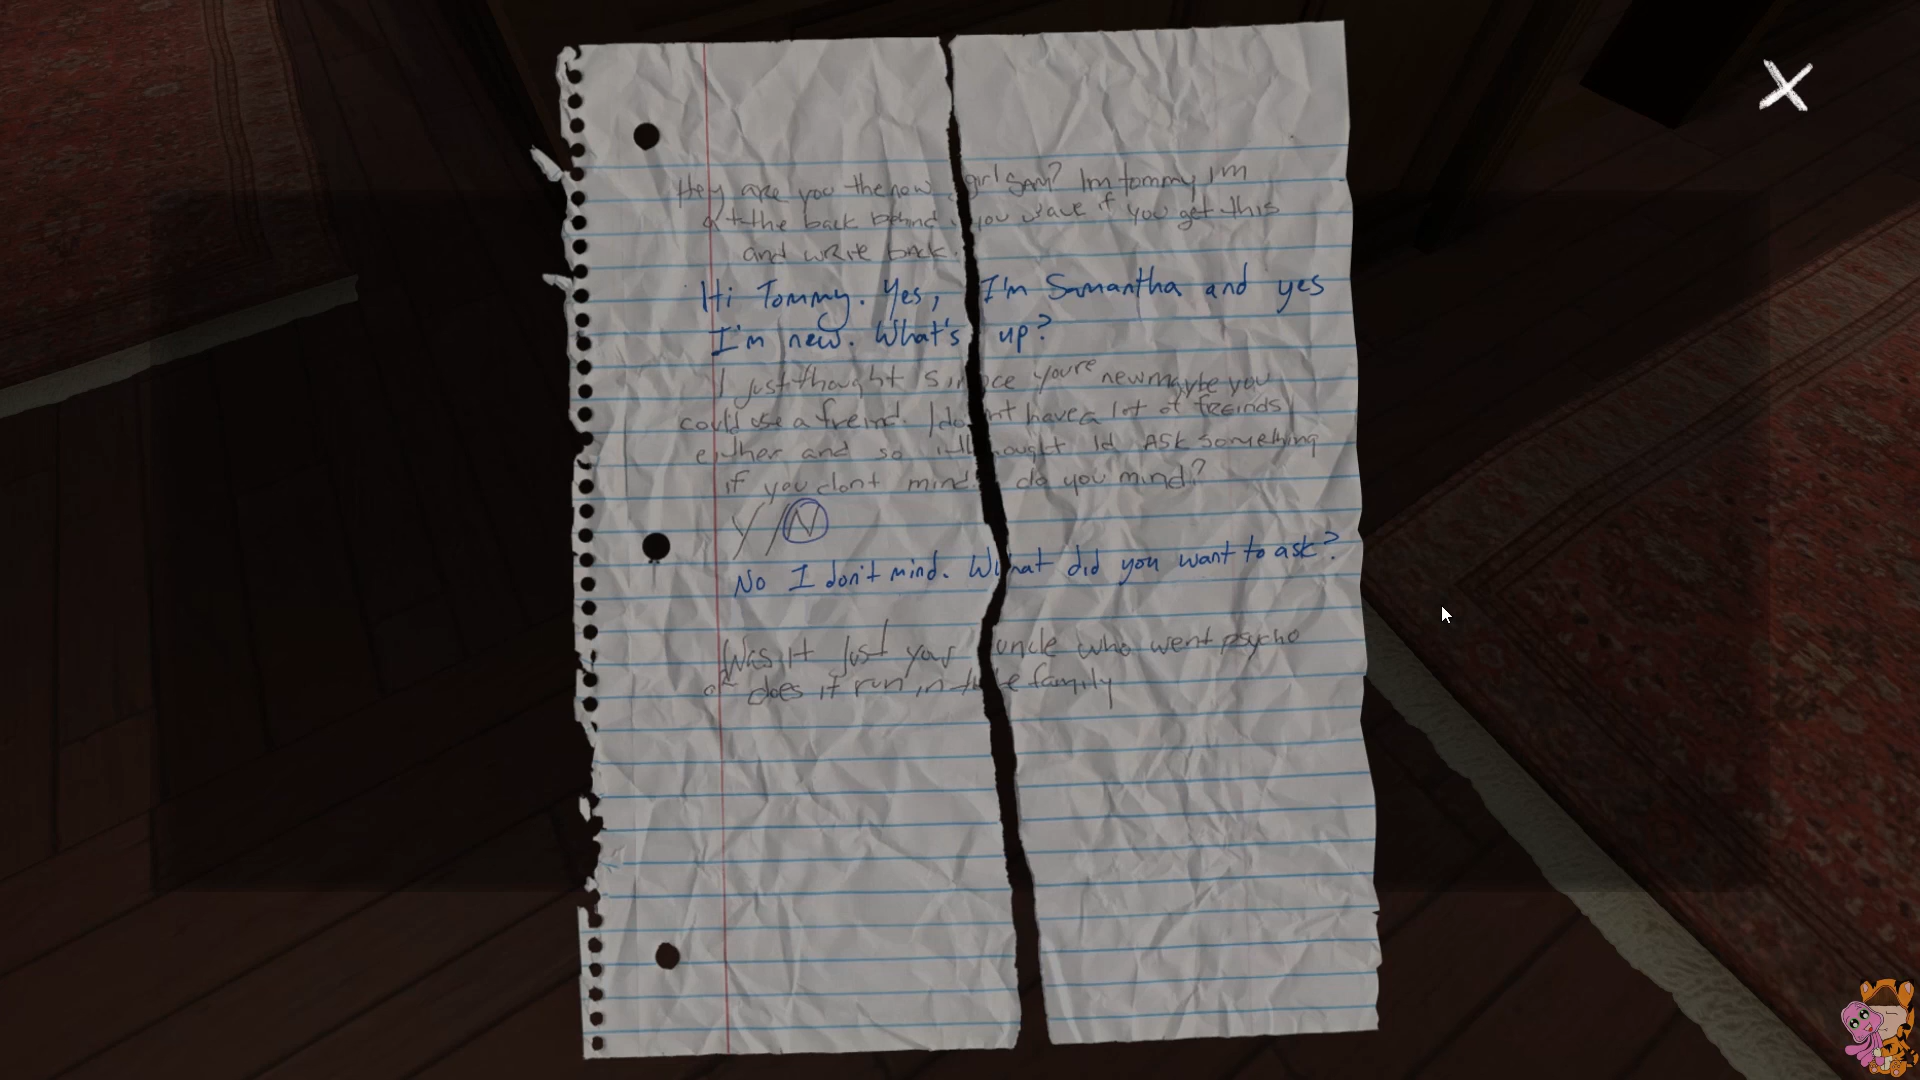 Hey are you the new girl Sam? Im tommy im
at the back behind you wave if you get this
and write back.
Hi Tommy. Yes, I'm Samantha and yes
I'm new. What's up?
I just thought since youre new maybe you
could use a freind. I dont have a lot of freinds
either and so i thought Id ASK something
if you dont mind. do you mind?
Y/N
No I don't mind. What did you want to ask?
Was it just your uncle who went psycho
or does it run in the family